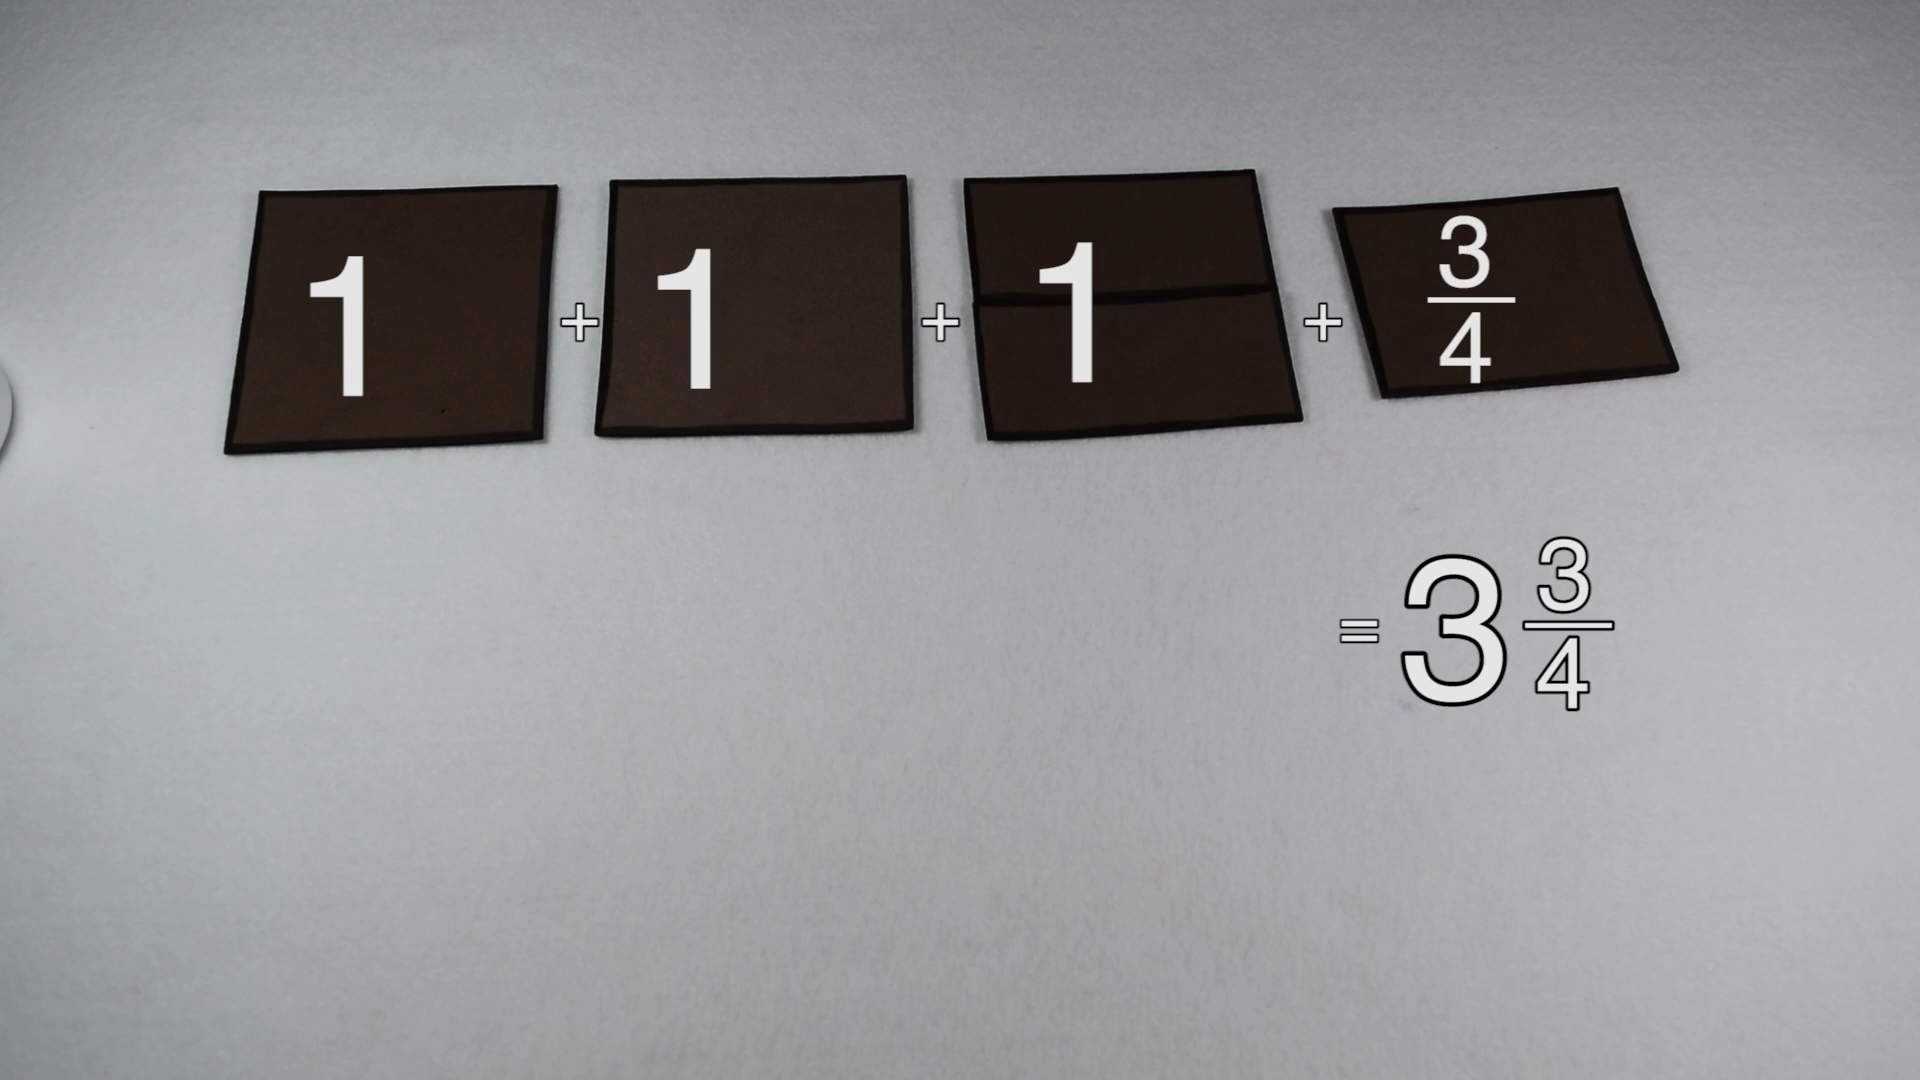 1 + 1 + 1 + 3/4
= 3 3/4